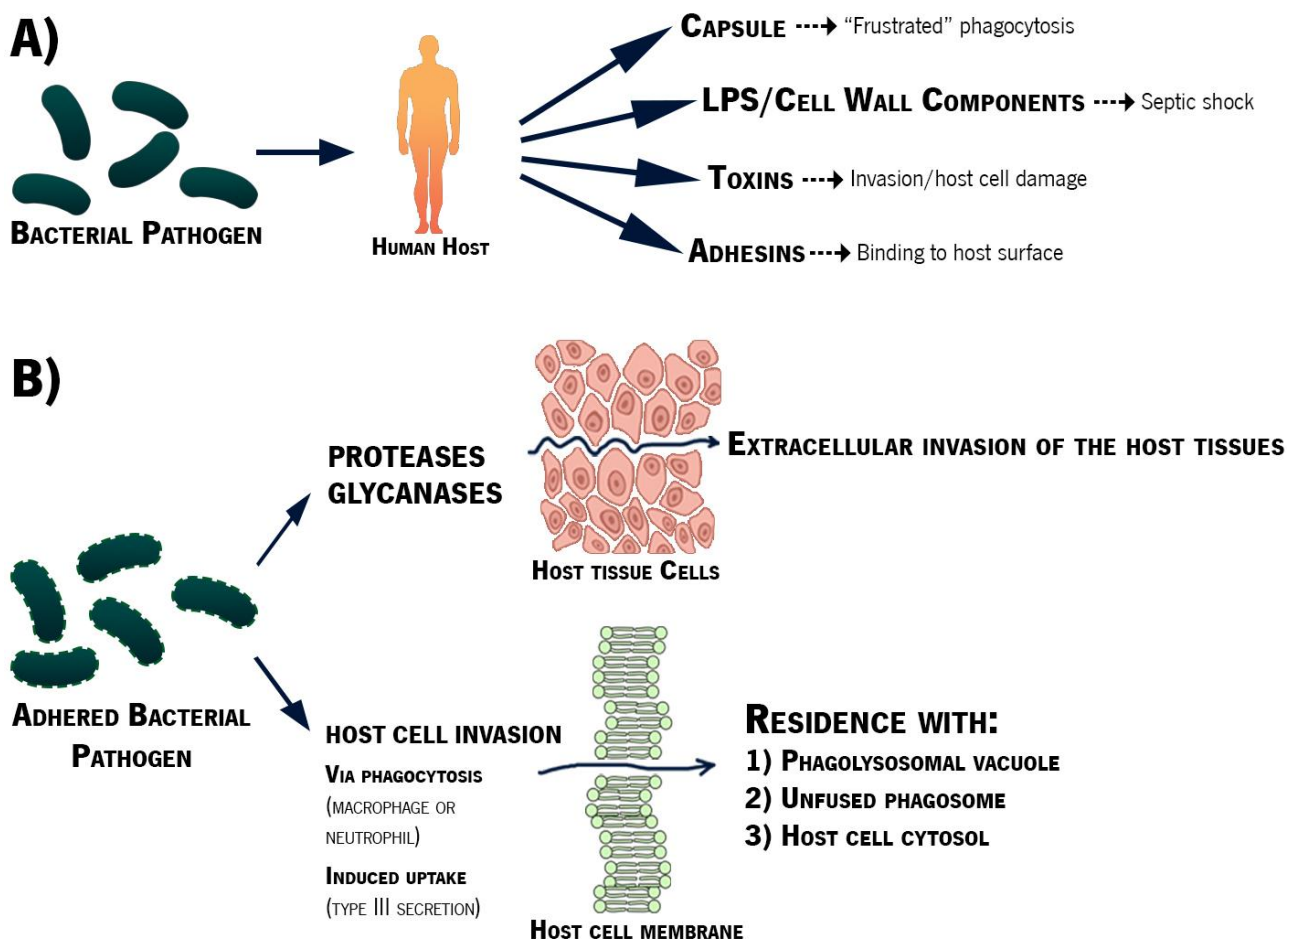 A)
CAPSULE "Frustrated" phagocytosis
LPS/CELL WALL COMPONENTS Septic shock
TOXINS Invasion/host cell damage
ADHESINS Binding to host surface
BACTERIAL PATHOGEN
HUMAN HOST
B)
PROTEASES
GLYCANASES
HOST TISSUE CELLS
EXTRACELLULAR INVASION OF THE HOST TISSUES
ADHERED BACTERIAL
PATHOGEN
HOST CELL INVASION
VIA PHAGOCYTOSIS
(MACROPHAGE OR
NEUTROPHIL)
INDUCED UPTAKE
(TYPE III SECRETION)
HOST CELL MEMBRANE
RESIDENCE WITH:
1) PHAGOLYSOSOMAL VACUOLE
2) UNFUSED PHAGOSOME
3) HOST CELL CYTOSOL